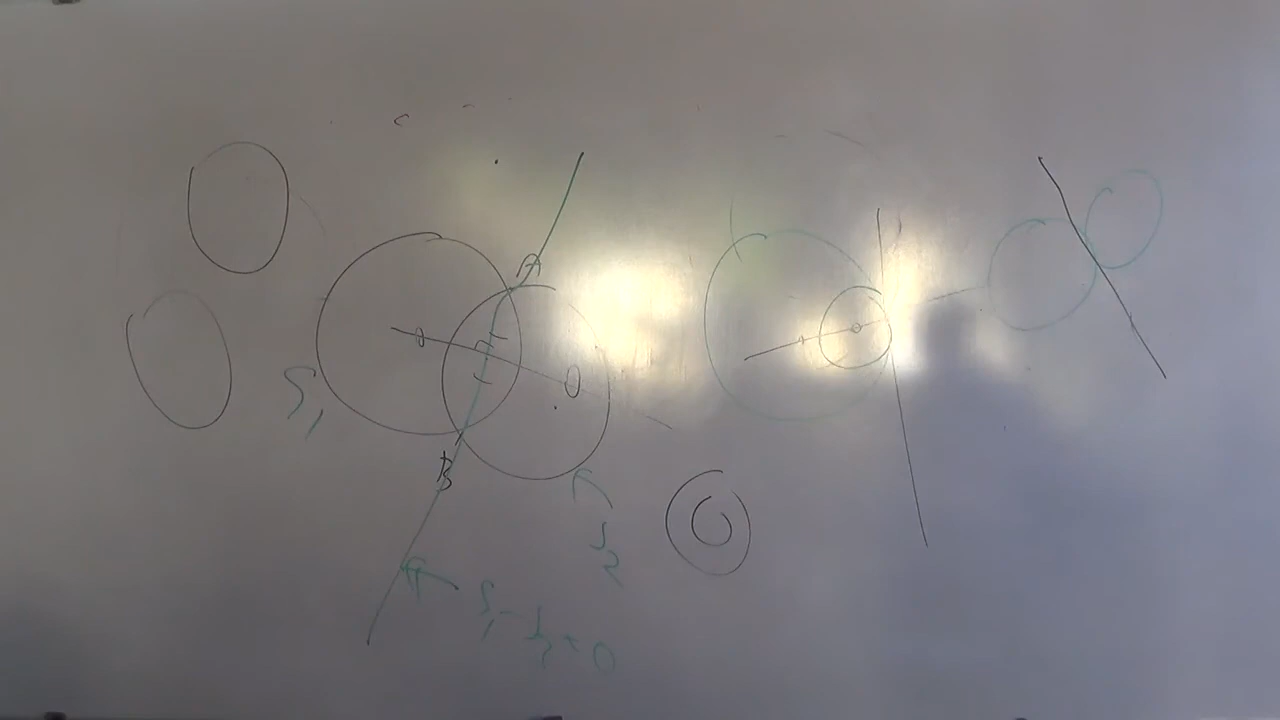 A
S₁
B
S₂
S₁ - S₂ = 0